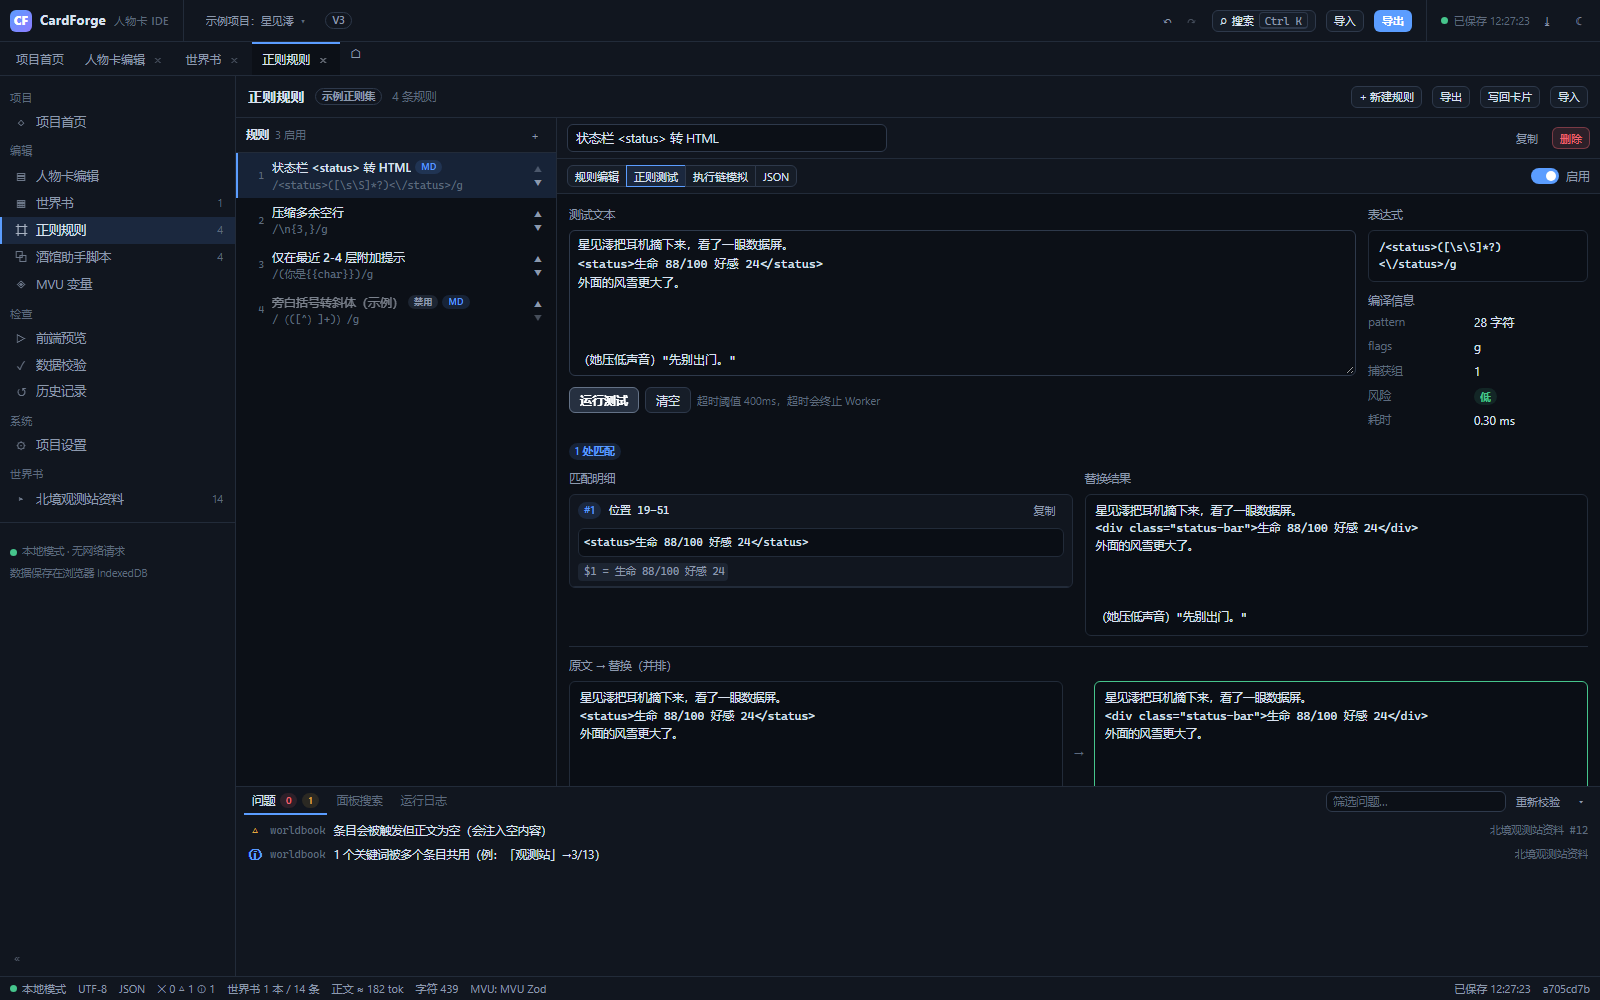 CF CardForge 人物卡 IDE 示例项目：星见澪 V3 搜索 Ctrl K 导入 导出 已保存 12:27:23
项目首页 人物卡编辑 × 世界书 × 正则规则 ×
项目
项目首页
编辑
人物卡编辑
世界书 1
正则规则 4
酒馆助手脚本 4
MVU 变量
检查
前端预览
数据校验
历史记录
系统
项目设置
世界书
北境观测站资料 14
本地模式 · 无网络请求
数据保存在浏览器 IndexedDB
«
正则规则 示例正则集 4 条规则 + 新建规则 导出 写回卡片 导入
规则 3 启用 +
1 状态栏 <status> 转 HTML MD
/<status>([\s\S]*?)<\/status>/g
2 压缩多余空行
/\n{3,}/g
3 仅在最近 2-4 层附加提示
/(你是{{char}})/g
4 旁白括号转斜体（示例） 禁用 MD
/（([^）]+)）/g
状态栏 <status> 转 HTML 复制 删除
规则编辑 正则测试 执行链模拟 JSON 启用
测试文本
星见澪把耳机摘下来，看了一眼数据屏。
<status>生命 88/100 好感 24</status>
外面的风雪更大了。
（她压低声音）"先别出门。"
运行测试 清空 超时阈值 400ms，超时会终止 Worker
表达式
/<status>([\s\S]*?)
<\/status>/g
编译信息
pattern 28 字符
flags g
捕获组 1
风险 低
耗时 0.30 ms
1 处匹配
匹配明细
#1 位置 19–51 复制
<status>生命 88/100 好感 24</status>
$1 = 生命 88/100 好感 24
替换结果
星见澪把耳机摘下来，看了一眼数据屏。
<div class="status-bar">生命 88/100 好感 24</div>
外面的风雪更大了。
（她压低声音）"先别出门。"
原文 → 替换（并排）
星见澪把耳机摘下来，看了一眼数据屏。
<status>生命 88/100 好感 24</status>
外面的风雪更大了。
→
星见澪把耳机摘下来，看了一眼数据屏。
<div class="status-bar">生命 88/100 好感 24</div>
外面的风雪更大了。
问题 0 1 面板搜索 运行日志 筛选问题... 重新校验
worldbook 条目会被触发但正文为空（会注入空内容） 北境观测站资料 #12
worldbook 1 个关键词被多个条目共用（例：「观测站」→3/13） 北境观测站资料
本地模式 UTF-8 JSON ✕ 0 ▵ 1 ⓘ 1 世界书 1 本 / 14 条 正文 ≈ 182 tok 字符 439 MVU: MVU Zod 已保存 12:27:23 a705cd7b